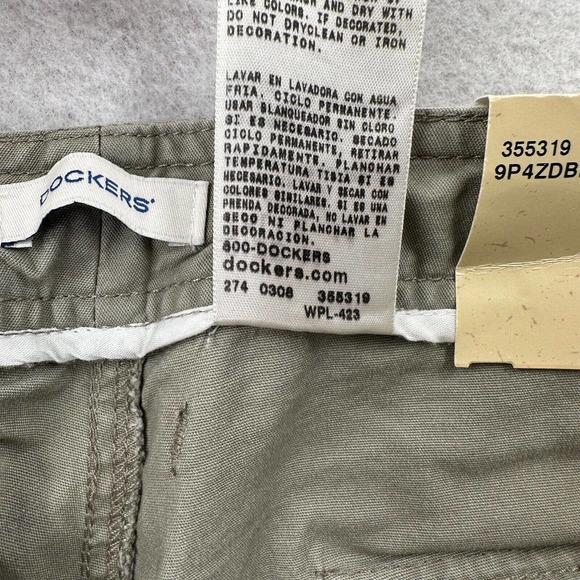 AND DRY WITH
LIKE COLORS. IF DECORATED,
DO NOT DRYCLEAN OR IRON
DECORATION.
LAVAR EN LAVADORA CON AGUA
FRIA. CICLO PERMANENTE.
USAR BLANQUEADOR SIN CLORO
SI ES NECESARIO. SECADO
CICLO PERMANENTE. RETIRAR
RAPIDAMENTE. PLANCHAR
TEMPERATURA TIBIA SI ES
NECESARIO. LAVAR Y SECAR CON
COLORES SIMILARES. SI ES UNA
PRENDA DECORADA, NO LAVAR EN
SECO NI PLANCHAR LA
DECORACION.
800-DOCKERS
dockers.com
274 0308 355319
WPL-423
DOCKERS®
355319
9P4ZDB